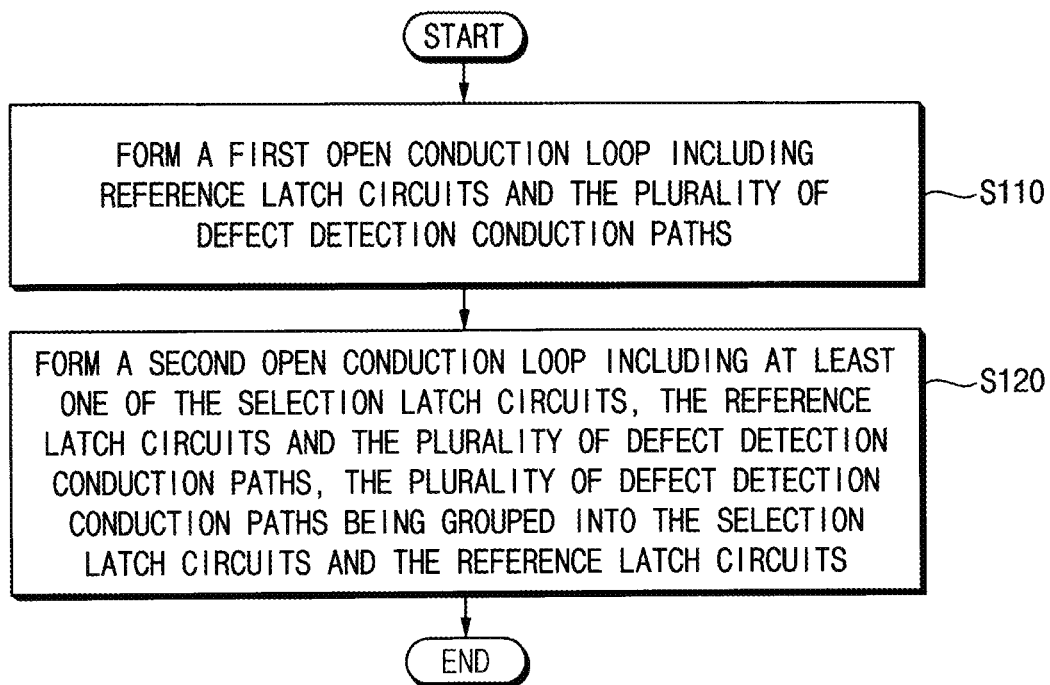 START
FORM A FIRST OPEN CONDUCTION LOOP INCLUDING
REFERENCE LATCH CIRCUITS AND THE PLURALITY OF
DEFECT DETECTION CONDUCTION PATHS
S110
FORM A SECOND OPEN CONDUCTION LOOP INCLUDING AT LEAST
ONE OF THE SELECTION LATCH CIRCUITS, THE REFERENCE
LATCH CIRCUITS AND THE PLURALITY OF DEFECT DETECTION
CONDUCTION PATHS, THE PLURALITY OF DEFECT DETECTION
CONDUCTION PATHS BEING GROUPED INTO THE SELECTION
LATCH CIRCUITS AND THE REFERENCE LATCH CIRCUITS
S120
END